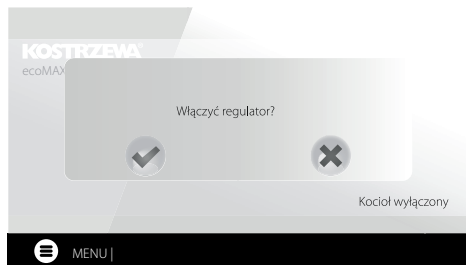 KOSTRZEWA
ecoMAX
Włączyć regulator?
Kocioł wyłączony
MENU |